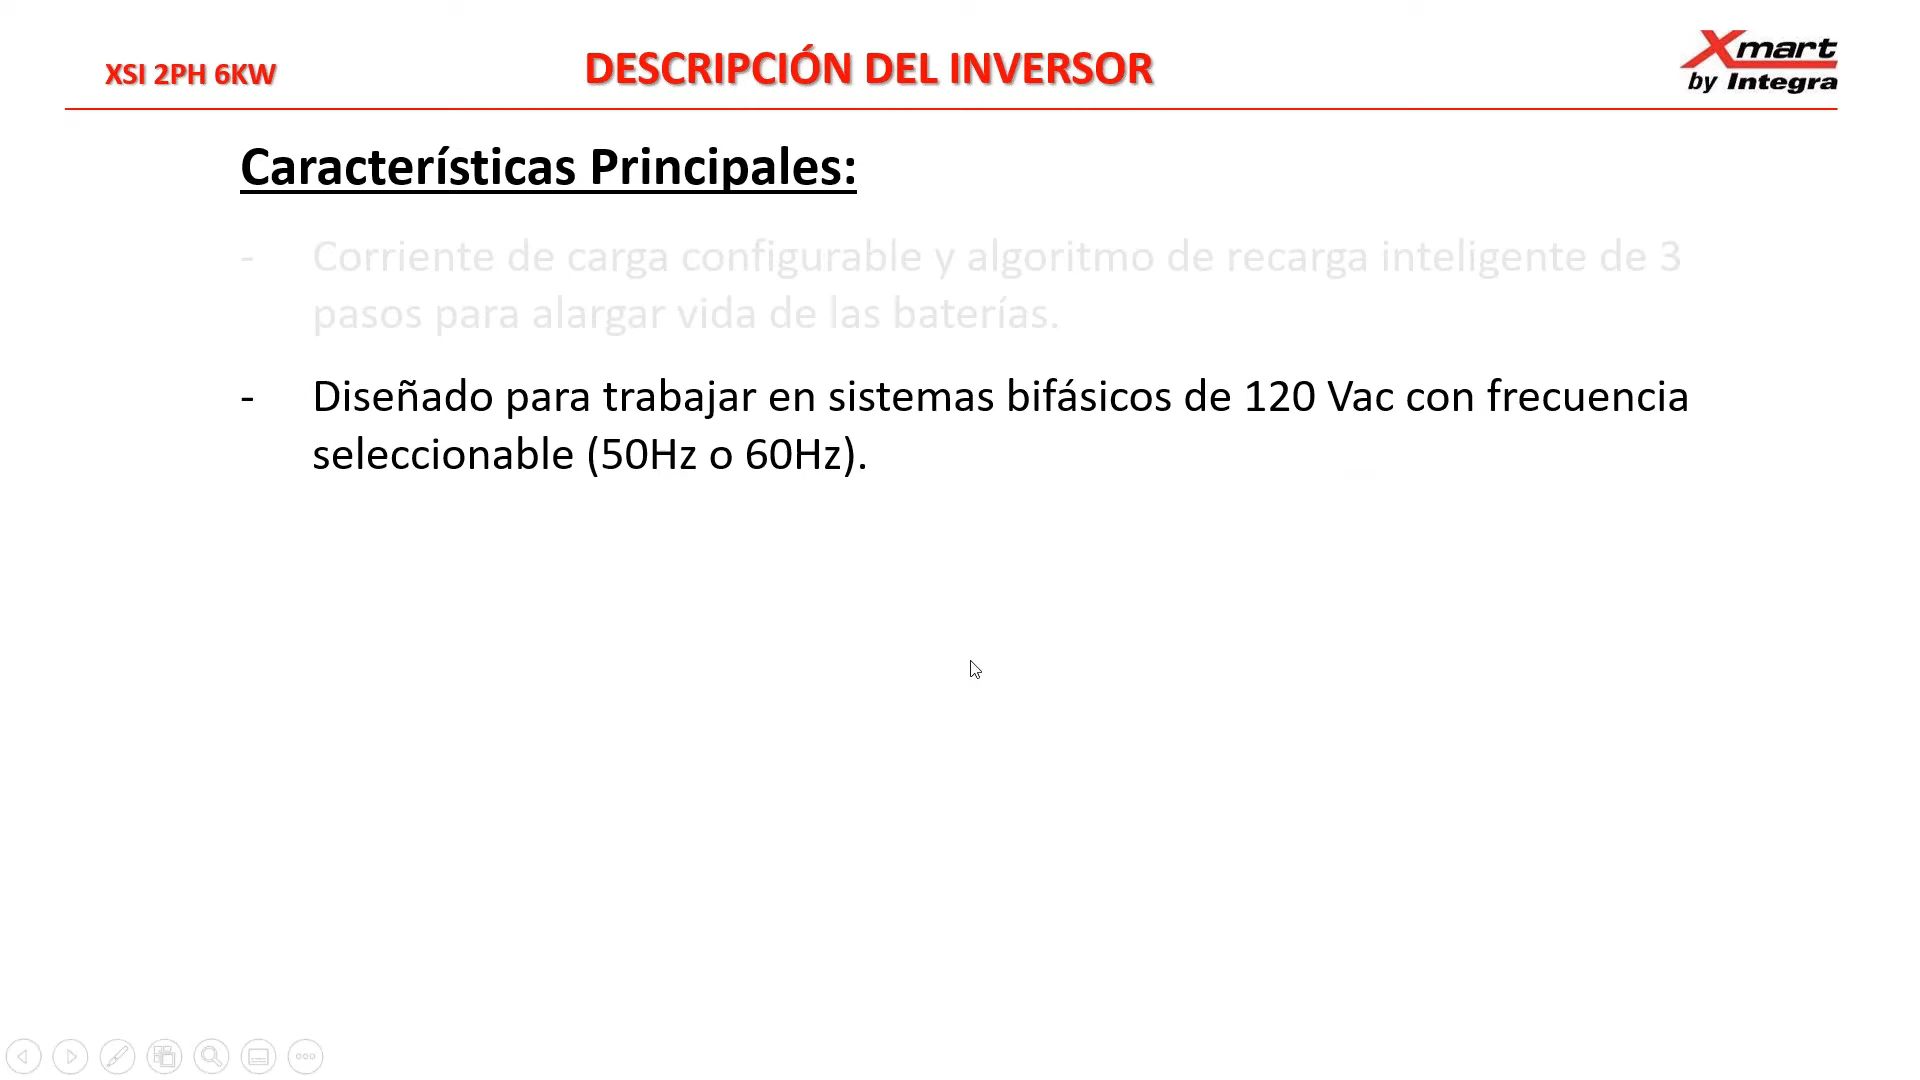 XSI 2PH 6KW
DESCRIPCIÓN DEL INVERSOR
Xmart
by Integra
Características Principales:
- Corriente de carga configurable y algoritmo de recarga inteligente de 3
pasos para alargar vida de las baterías.
- Diseñado para trabajar en sistemas bifásicos de 120 Vac con frecuencia
seleccionable (50Hz o 60Hz).